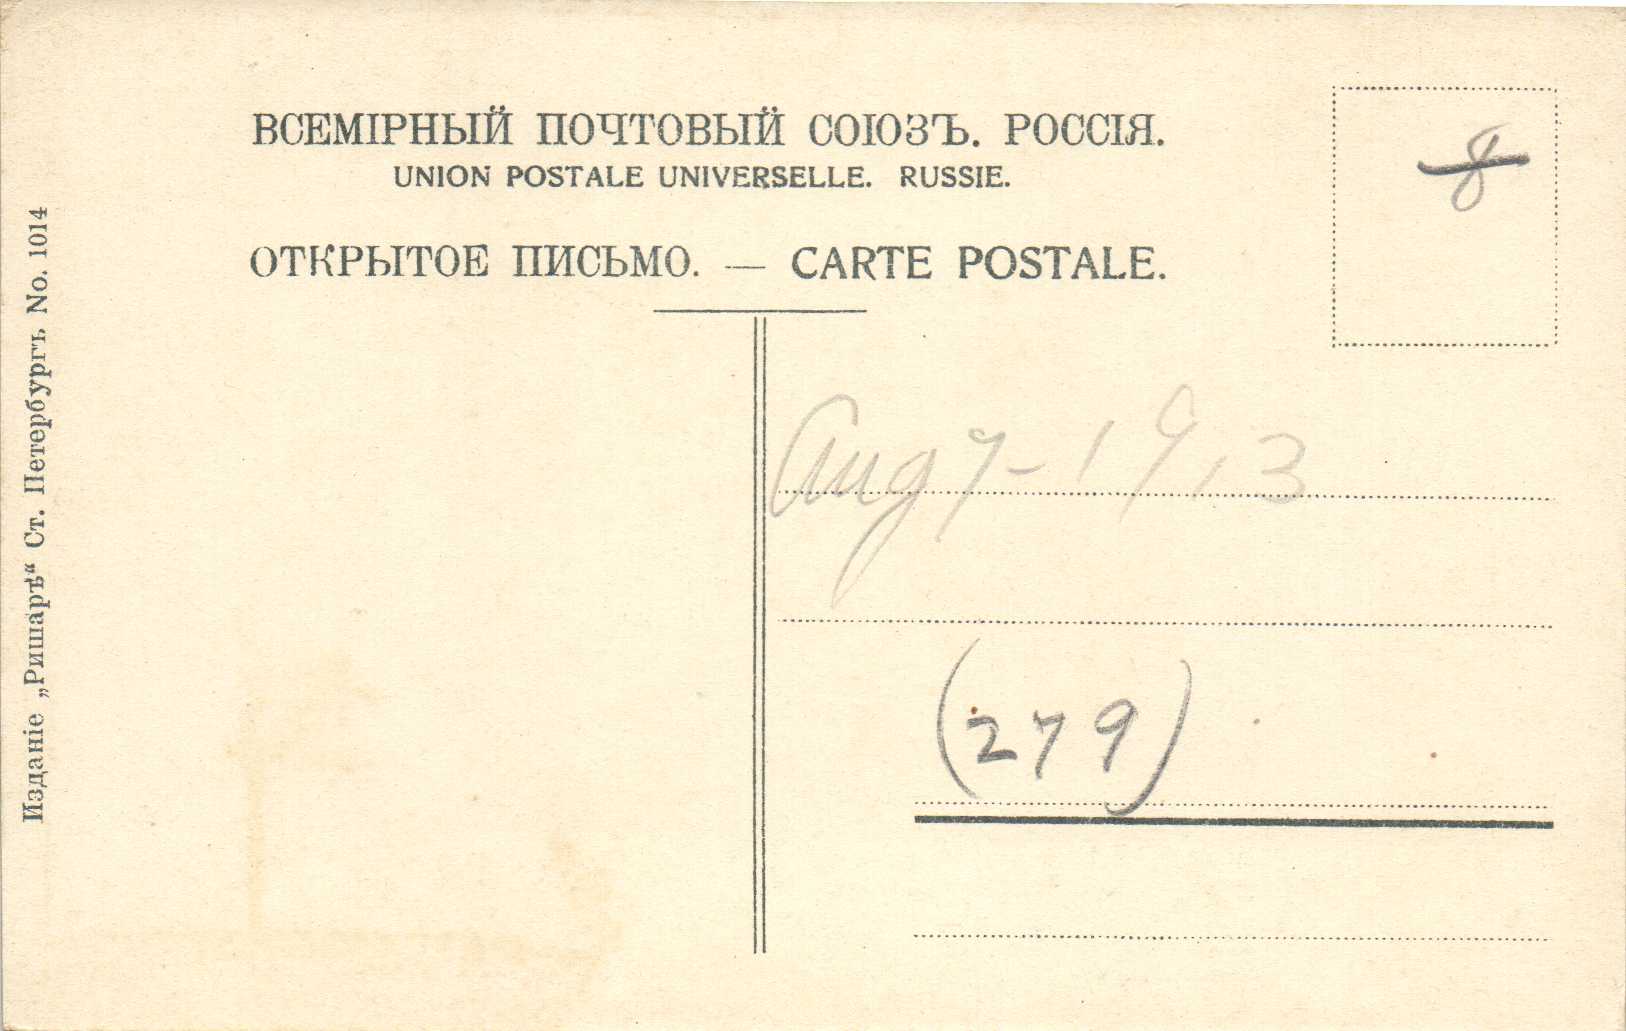 ВСЕМІРНЫЙ ПОЧТОВЫЙ СОЮЗЪ. РОССІЯ.
UNION POSTALE UNIVERSELLE. RUSSIE.
ОТКРЫТОЕ ПИСЬМО. — CARTE POSTALE.
8
Aug 7-1913
(279)
Изданіе „Ришаръ“ Ст. Петербургъ No. 1014